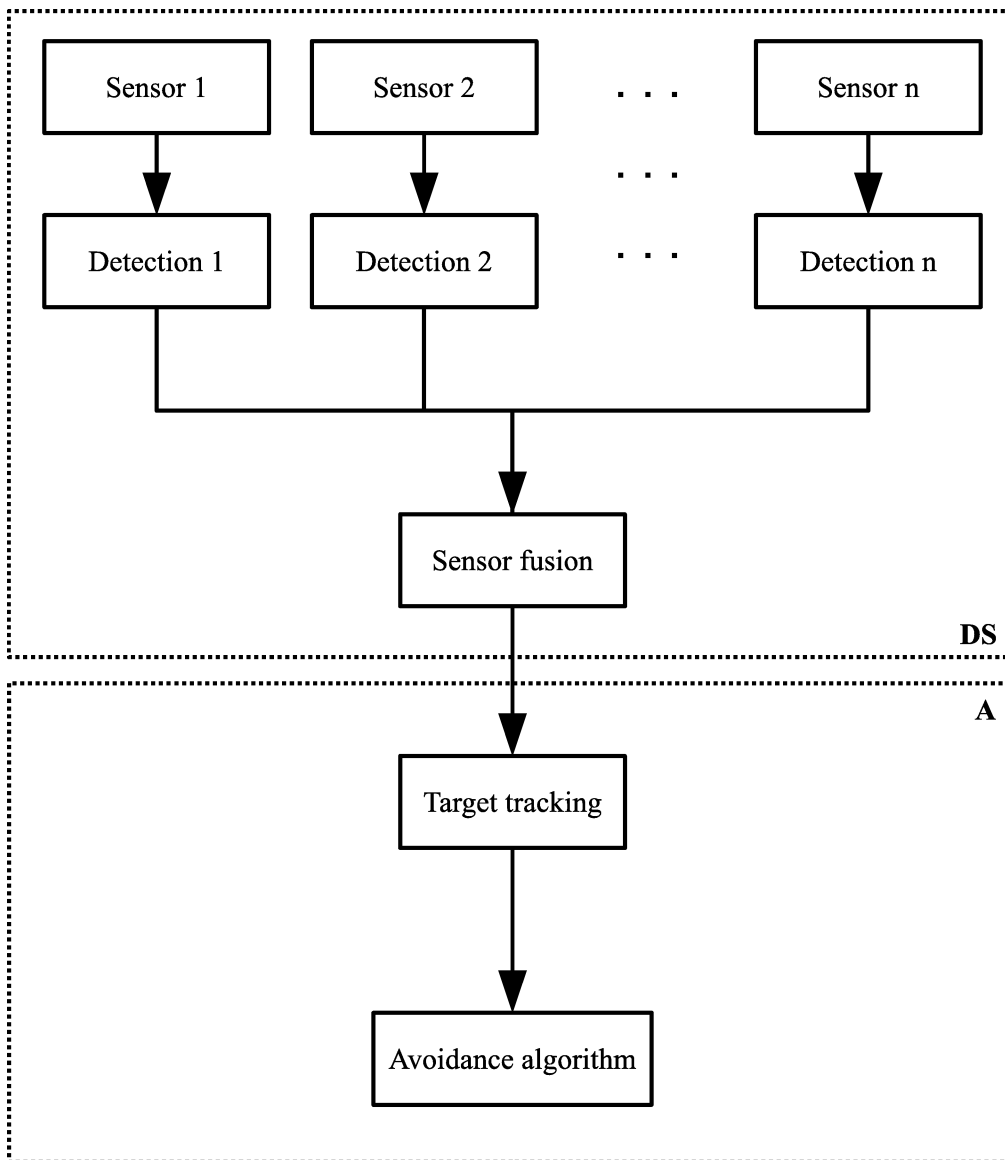 Sensor 1
Sensor 2
. . .
Sensor n
. . .
Detection 1
Detection 2
. . .
Detection n
Sensor fusion
DS
A
Target tracking
Avoidance algorithm